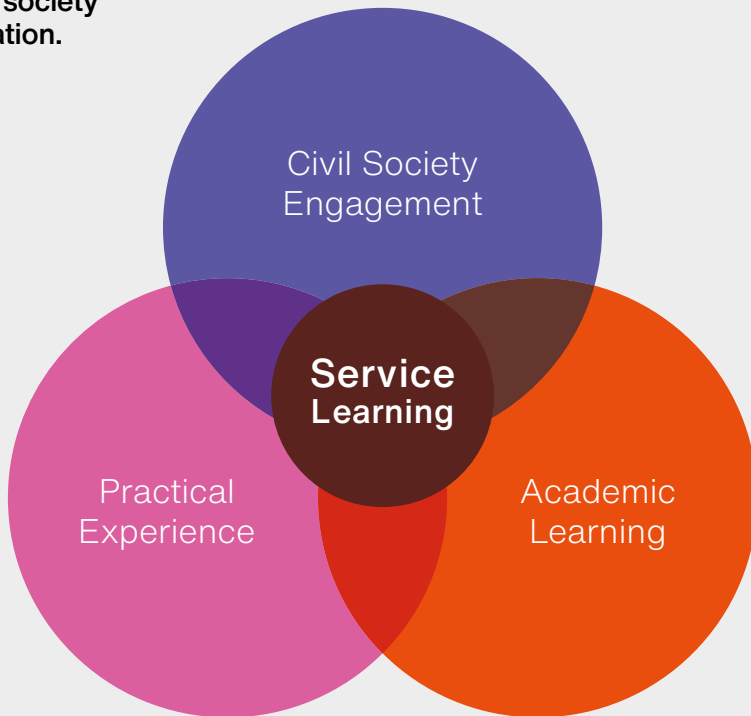 society
ation.
Civil Society
Engagement
Service
Learning
Practical
Experience
Academic
Learning